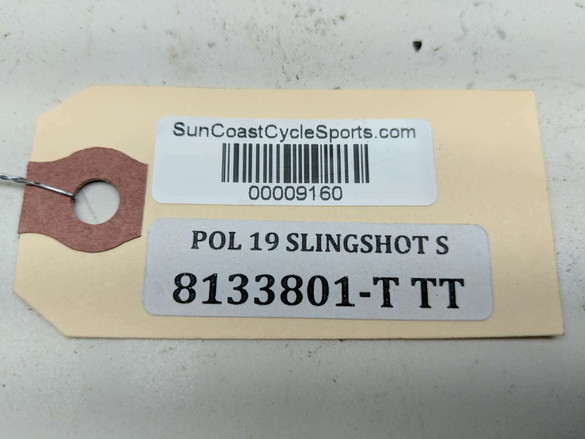 SunCoastCycleSports.com
00009160
POL 19 SLINGSHOT S
8133801-T TT